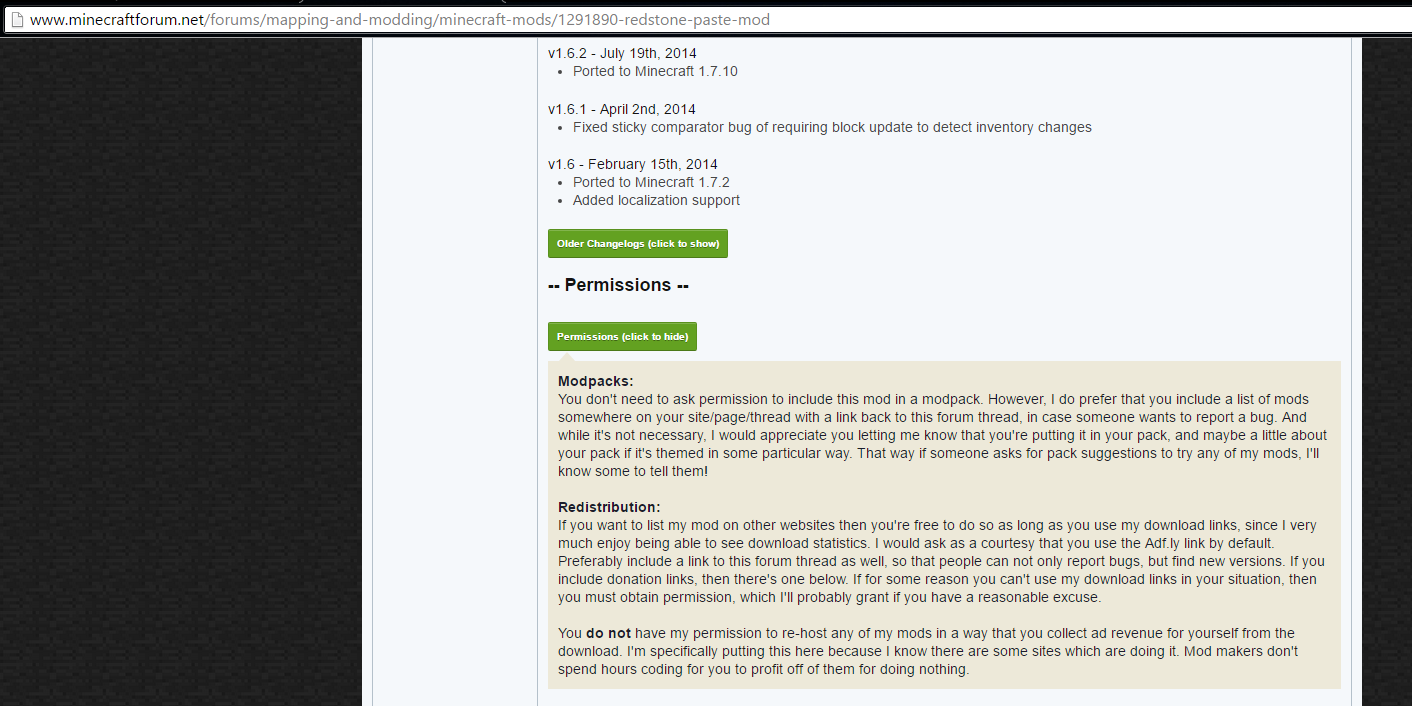 www.minecraftforum.net/forums/mapping-and-modding/minecraft-mods/1291890-redstone-paste-mod
v1.6.2 - July 19th, 2014
• Ported to Minecraft 1.7.10
v1.6.1 - April 2nd, 2014
• Fixed sticky comparator bug of requiring block update to detect inventory changes
v1.6 - February 15th, 2014
• Ported to Minecraft 1.7.2
• Added localization support
Older Changelogs (click to show)
-- Permissions --
Permissions (click to hide)
Modpacks:
You don't need to ask permission to include this mod in a modpack. However, I do prefer that you include a list of mods
somewhere on your site/page/thread with a link back to this forum thread, in case someone wants to report a bug. And
while it's not necessary, I would appreciate you letting me know that you're putting it in your pack, and maybe a little about
your pack if it's themed in some particular way. That way if someone asks for pack suggestions to try any of my mods, I'll
know some to tell them!
Redistribution:
If you want to list my mod on other websites then you're free to do so as long as you use my download links, since I very
much enjoy being able to see download statistics. I would ask as a courtesy that you use the Adf.ly link by default.
Preferably include a link to this forum thread as well, so that people can not only report bugs, but find new versions. If you
include donation links, then there's one below. If for some reason you can't use my download links in your situation, then
you must obtain permission, which I'll probably grant if you have a reasonable excuse.
You do not have my permission to re-host any of my mods in a way that you collect ad revenue for yourself from the
download. I'm specifically putting this here because I know there are some sites which are doing it. Mod makers don't
spend hours coding for you to profit off of them for doing nothing.